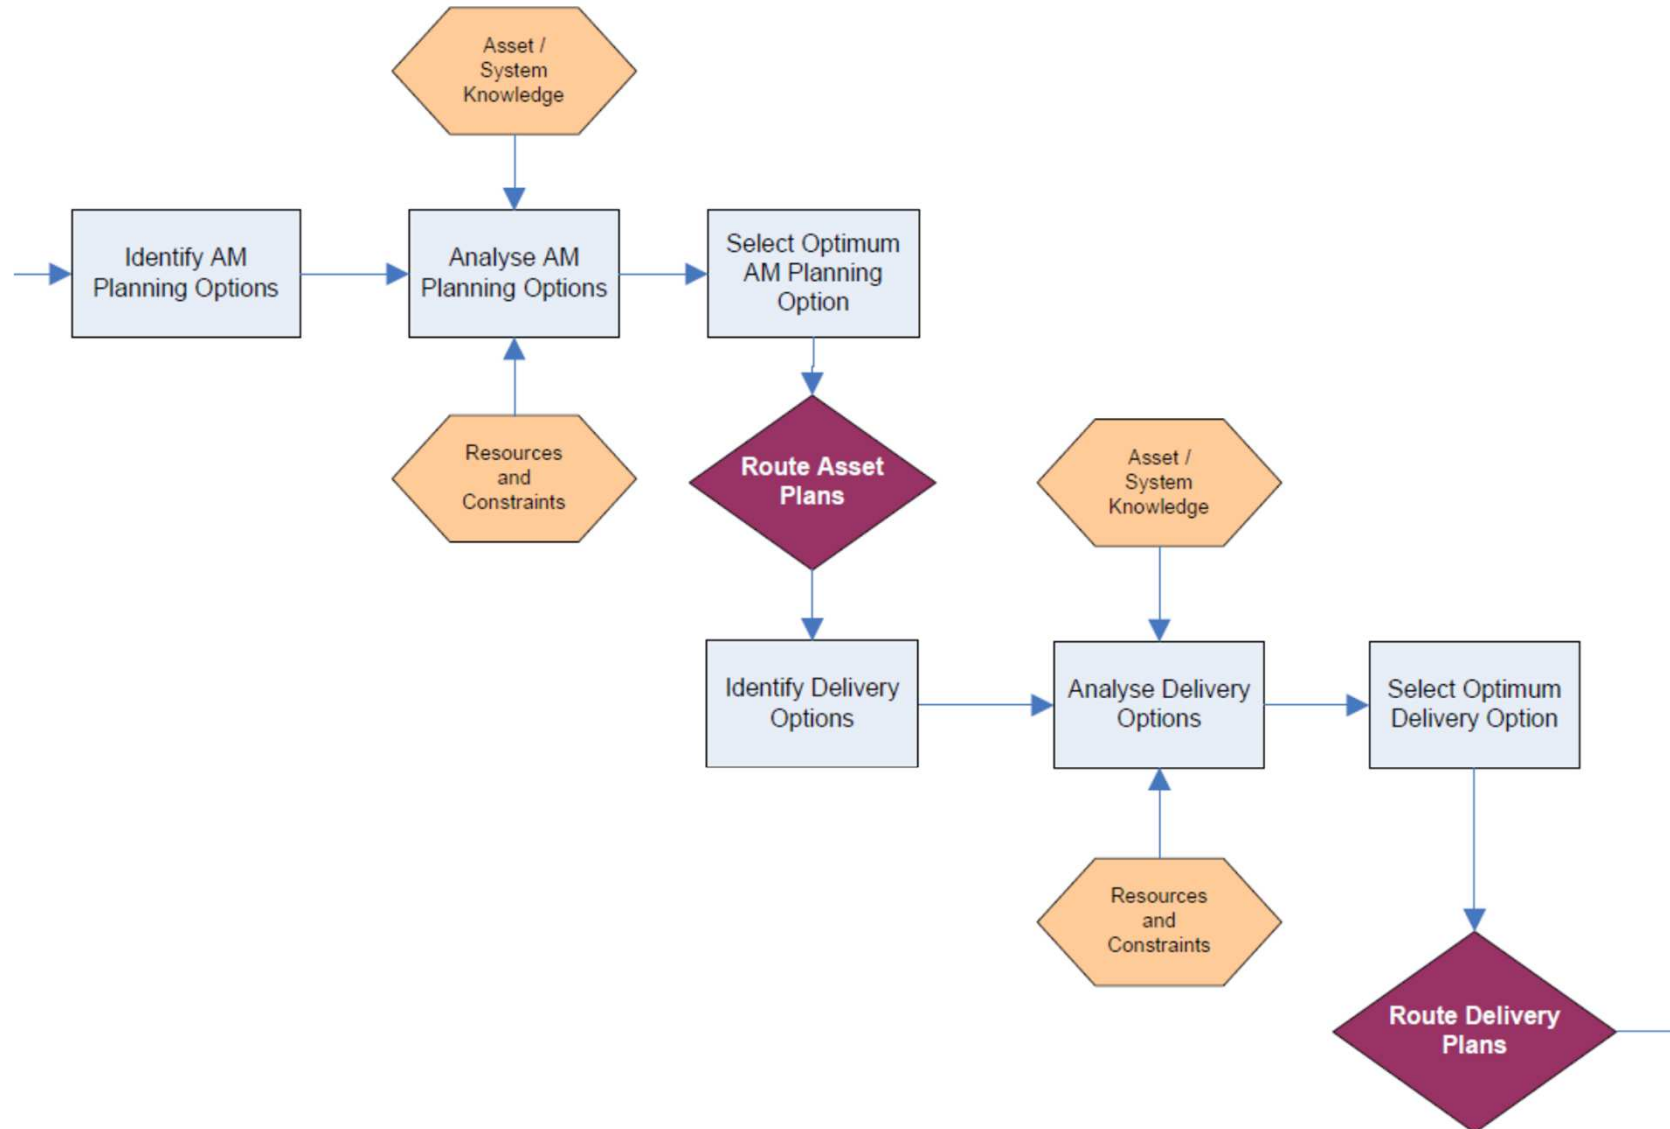 Asset /
System
Knowledge
Identify AM
Planning Options
Analyse AM
Planning Options
Select Optimum
AM Planning
Option
Resources
and
Constraints
Route Asset
Plans
Asset /
System
Knowledge
Identify Delivery
Options
Analyse Delivery
Options
Select Optimum
Delivery Option
Resources
and
Constraints
Route Delivery
Plans